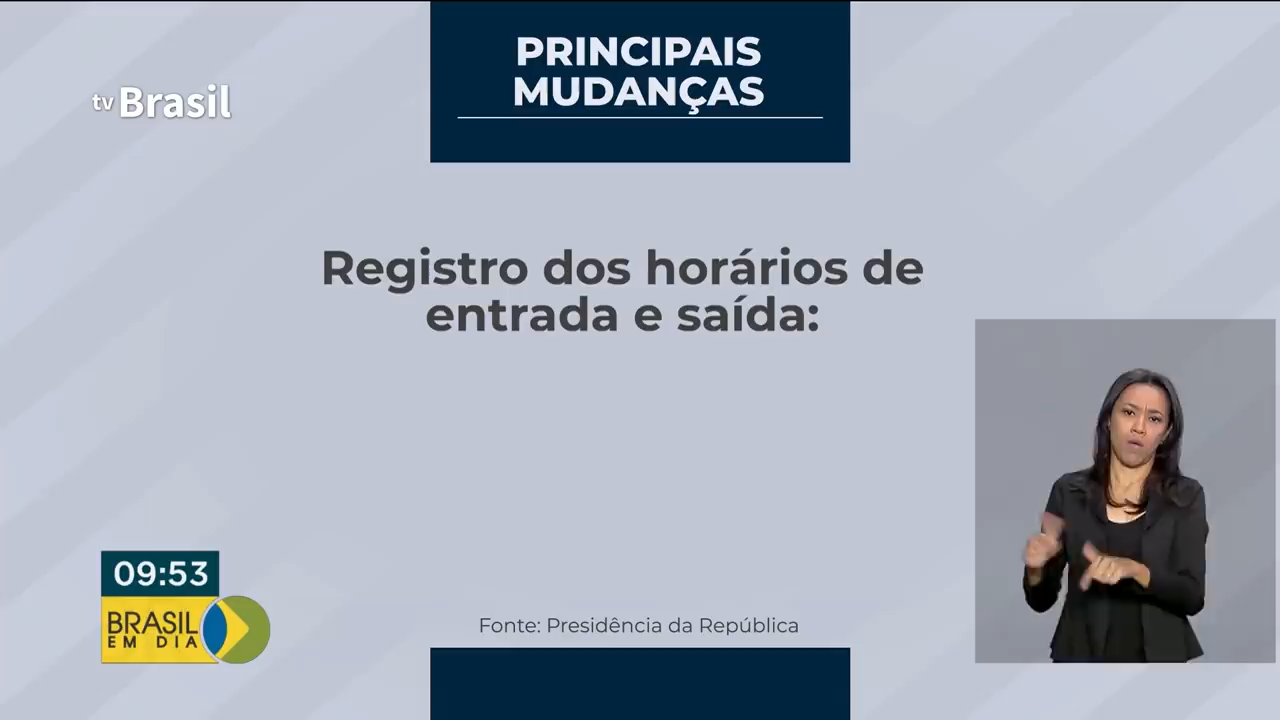 PRINCIPAIS
MUDANÇAS
tv Brasil
Registro dos horários de
entrada e saída:
09:53
BRASIL
EM DIA
Fonte: Presidência da República